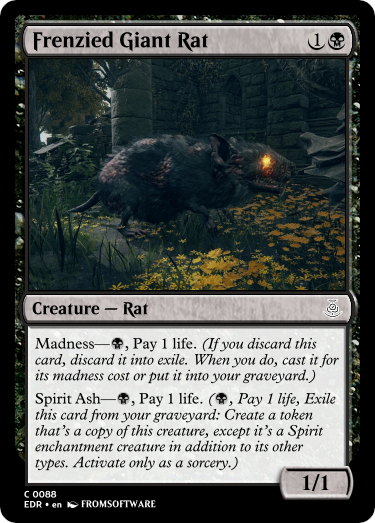 Frenzied Giant Rat 1
Creature — Rat
Madness—, Pay 1 life. (If you discard this
card, discard it into exile. When you do, cast it for
its madness cost or put it into your graveyard.)
Spirit Ash—, Pay 1 life. (, Pay 1 life, Exile
this card from your graveyard: Create a token
that's a copy of this creature, except it's a Spirit
enchantment creature in addition to its other
types. Activate only as a sorcery.)
1/1
C 0088
EDR • en FROMSOFTWARE